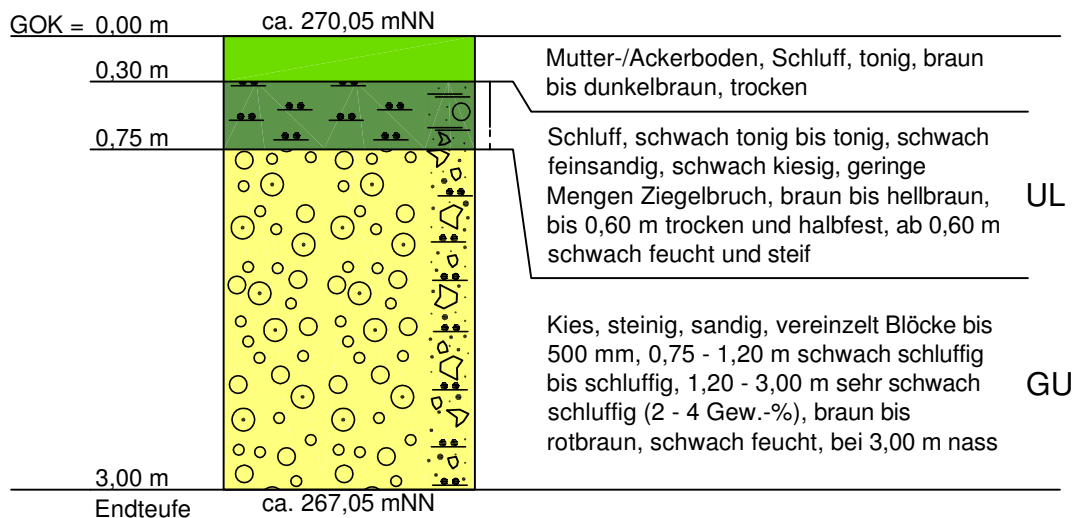 GOK = 0,00 m
ca. 270,05 mNN
0,30 m
Mutter-/Ackerboden, Schluff, tonig, braun
bis dunkelbraun, trocken
0,75 m
Schluff, schwach tonig bis tonig, schwach
feinsandig, schwach kiesig, geringe
Mengen Ziegelbruch, braun bis hellbraun,
bis 0,60 m trocken und halbfest, ab 0,60 m
schwach feucht und steif
UL
Kies, steinig, sandig, vereinzelt Blöcke bis
500 mm, 0,75 - 1,20 m schwach schluffig
bis schluffig, 1,20 - 3,00 m sehr schwach
schluffig (2 - 4 Gew.-%), braun bis
rotbraun, schwach feucht, bei 3,00 m nass
GU
3,00 m
Endteufe
ca. 267,05 mNN